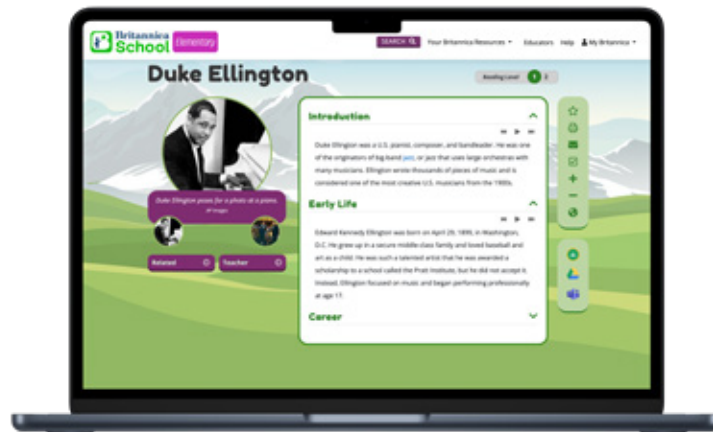 Britannica
School Elementary
SEARCH
Your Britannica Resources
Educators
Help
My Britannica
Duke Ellington
Reading Level 1 2
Introduction
Duke Ellington was a U.S. pianist, composer, and bandleader. He was one
of the originators of big-band jazz, or jazz that uses large orchestras with
many musicians. Ellington wrote thousands of pieces of music and is
considered one of the most creative U.S. musicians from the 1900s.
Duke Ellington poses for a photo at a piano.
AP Images
Related
Teacher
Early Life
Edward Kennedy Ellington was born on April 29, 1899, in Washington,
D.C. He grew up in a secure middle-class family and loved baseball and
art as a child. He was such a talented artist that he was awarded a
scholarship to a school called the Pratt Institute, but he did not accept it.
Instead, Ellington focused on music and began performing professionally
at age 17.
Career